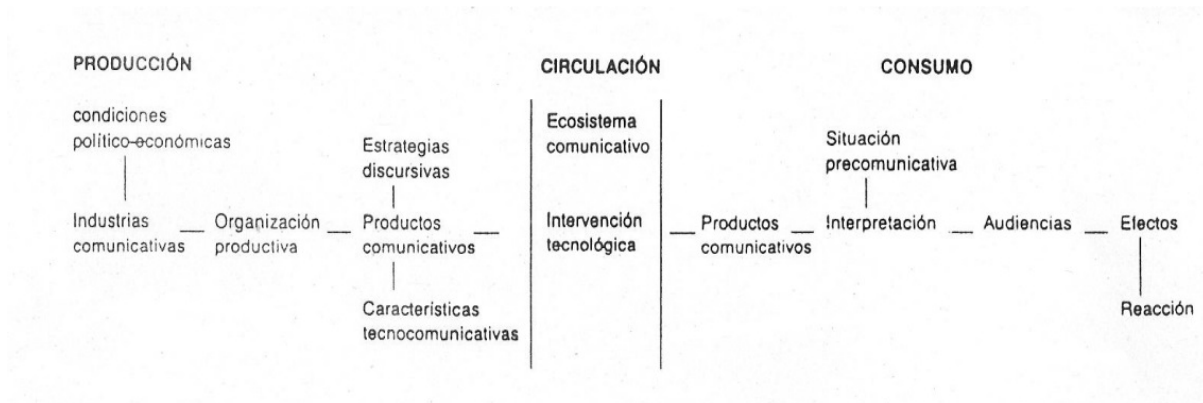 PRODUCCIÓN
condiciones
político-económicas
Industrias
comunicativas
Organización
productiva
Estrategias
discursivas
Productos
comunicativos
Características
tecnocomunicativas
CIRCULACIÓN
Ecosistema
comunicativo
Intervención
tecnológica
CONSUMO
Productos
comunicativos
Situación
precomunicativa
Interpretación
Audiencias
Efectos
Reacción